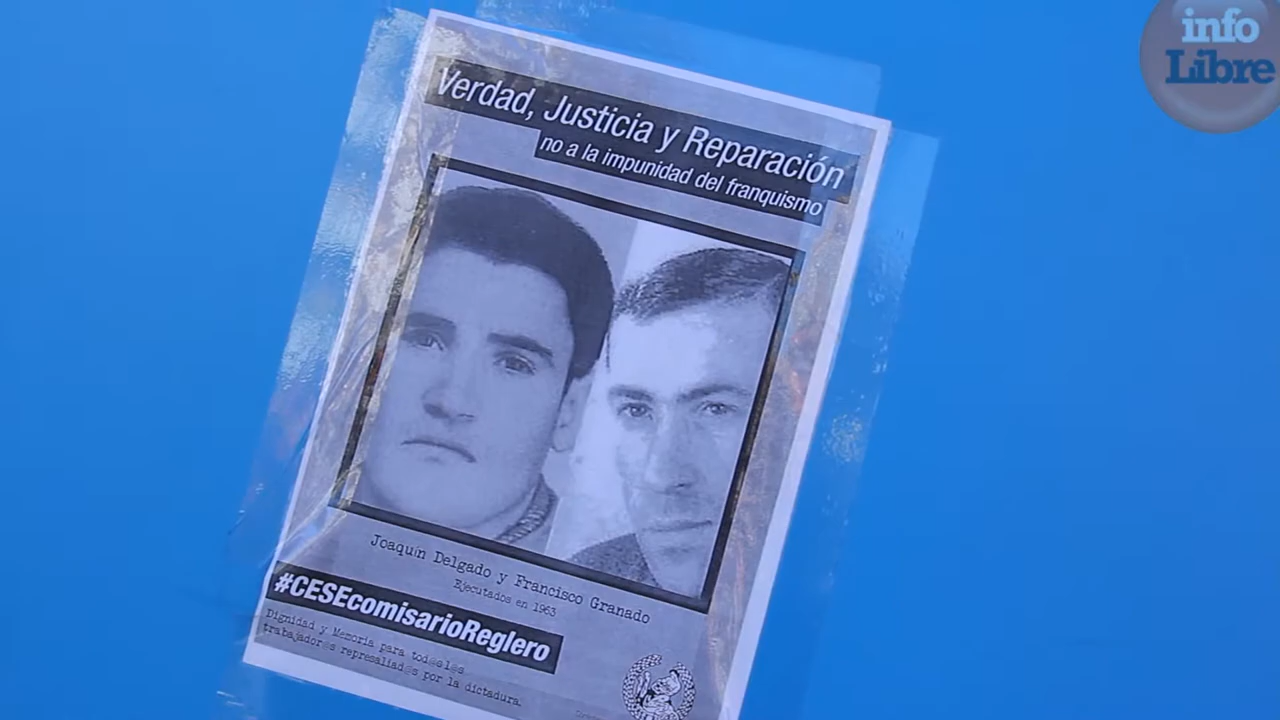 info
Libre
Verdad, Justicia y Reparación
no a la impunidad del franquismo
Joaquín Delgado y Francisco Granado
Ejecutados en 1963
#CESEcomisarioReglero
Dignidad y Memoria para tod@s l@s
trabajador@s represaliad@s por la dictadura.